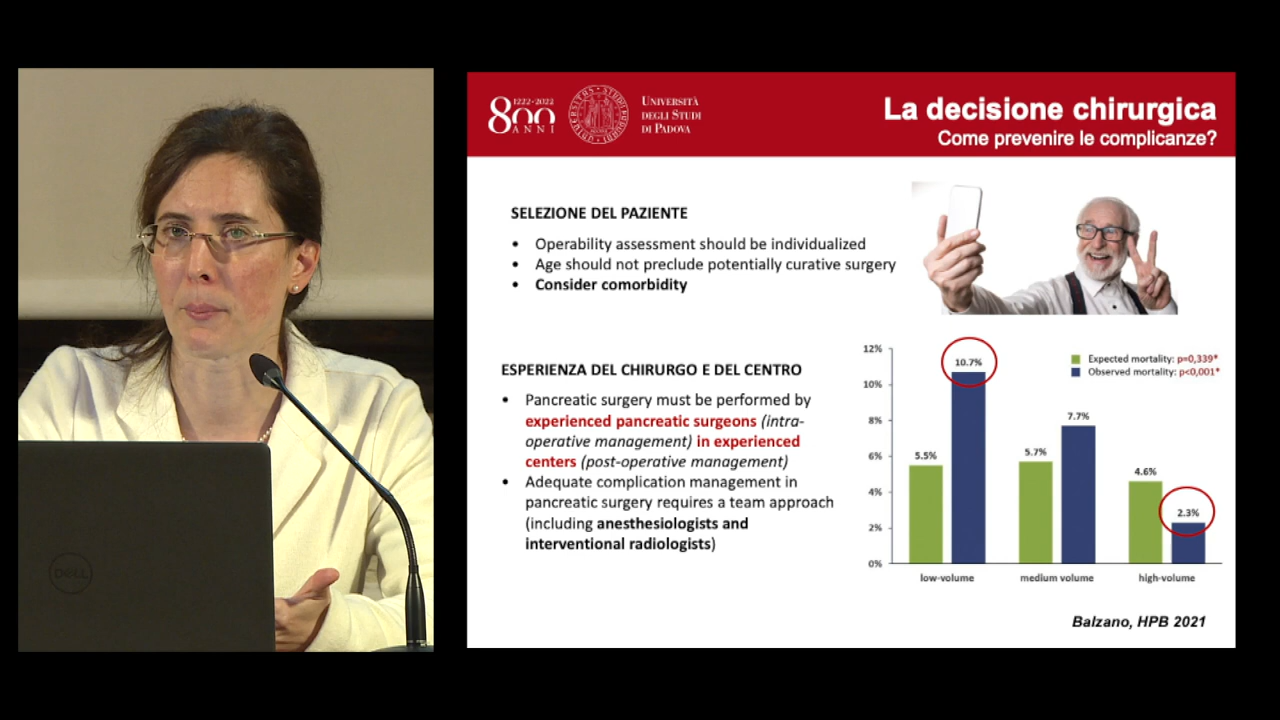 1222-2022
800
ANNI
UNIVERSITÀ
DEGLI STUDI
DI PADOVA
La decisione chirurgica
Come prevenire le complicanze?
SELEZIONE DEL PAZIENTE
• Operability assessment should be individualized
• Age should not preclude potentially curative surgery
• Consider comorbidity
ESPERIENZA DEL CHIRURGO E DEL CENTRO
• Pancreatic surgery must be performed by
experienced pancreatic surgeons (intra-
operative management) in experienced
centers (post-operative management)
• Adequate complication management in
pancreatic surgery requires a team approach
(including anesthesiologists and
interventional radiologists)
Expected mortality: p=0,339*
Observed mortality: p<0,001*
12%
10%
8%
6%
4%
2%
0%
5.5%
10.7%
5.7%
7.7%
4.6%
2.3%
low-volume
medium volume
high-volume
Balzano, HPB 2021
DELL